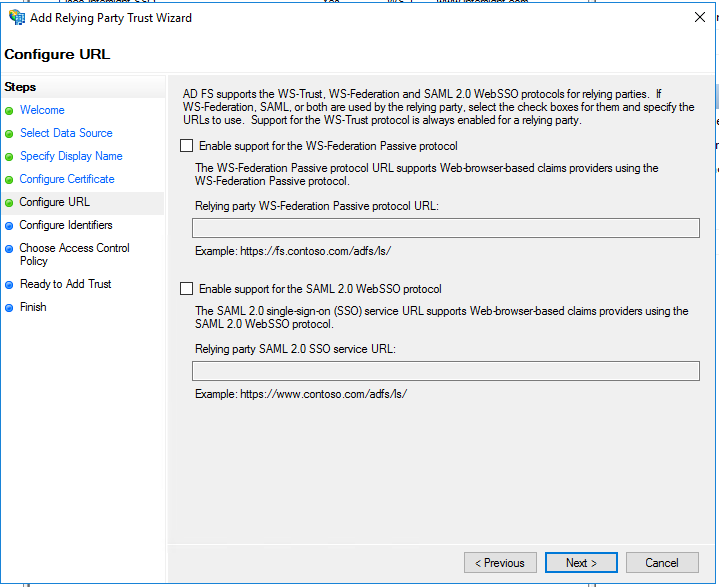 Add Relying Party Trust Wizard
Configure URL
Steps
Welcome
Select Data Source
Specify Display Name
Configure Certificate
Configure URL
Configure Identifiers
Choose Access Control
Policy
Ready to Add Trust
Finish
AD FS supports the WS-Trust, WS-Federation and SAML 2.0 WebSSO protocols for relying parties. If
WS-Federation, SAML, or both are used by the relying party, select the check boxes for them and specify the
URLs to use. Support for the WS-Trust protocol is always enabled for a relying party.
Enable support for the WS-Federation Passive protocol
The WS-Federation Passive protocol URL supports Web-browser-based claims providers using the
WS-Federation Passive protocol.
Relying party WS-Federation Passive protocol URL:
Example: https://fs.contoso.com/adfs/ls/
Enable support for the SAML 2.0 WebSSO protocol
The SAML 2.0 single-sign-on (SSO) service URL supports Web-browser-based claims providers using the
SAML 2.0 WebSSO protocol.
Relying party SAML 2.0 SSO service URL:
Example: https://www.contoso.com/adfs/ls/
< Previous
Next >
Cancel